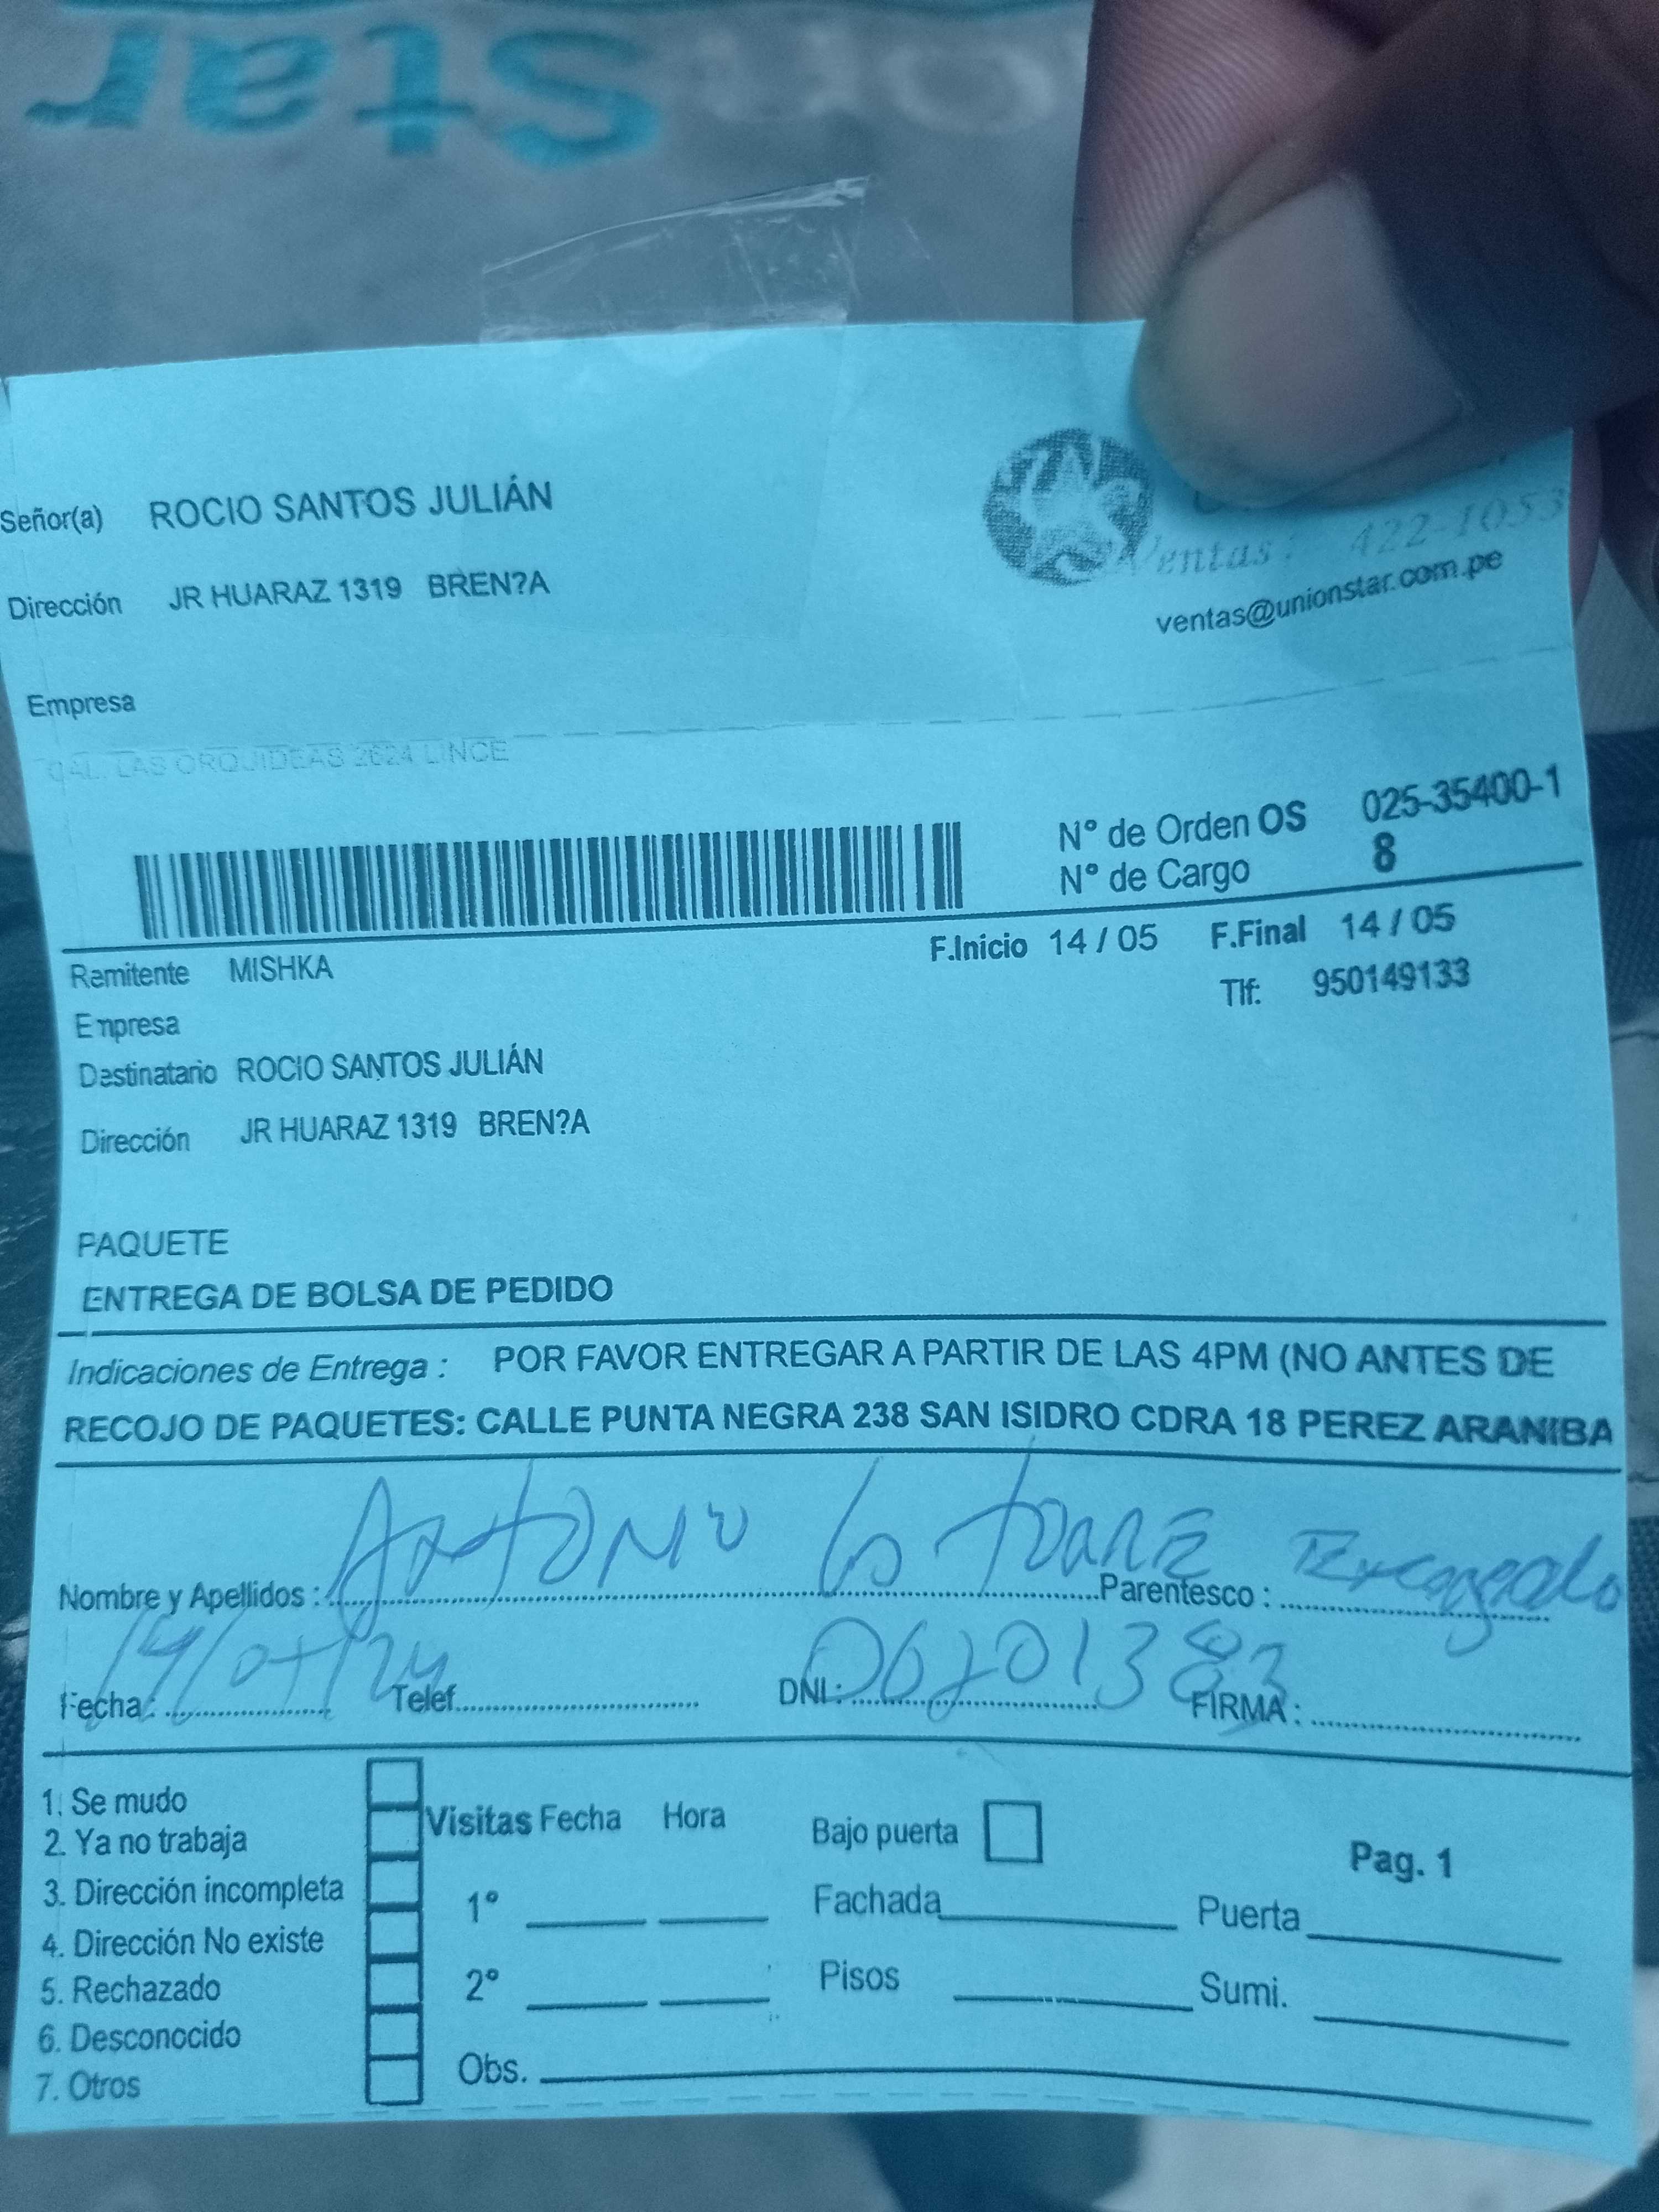 Star
Señor(a) ROCIO SANTOS JULIÁN
Dirección JR HUARAZ 1319 BREN?A
Ventas: 422-1053
ventas@unionstar.com.pe
Empresa
CAL. LAS ORQUIDEAS 2624 LINCE
N° de Orden OS 025-35400-1
N° de Cargo 8
F.Inicio 14 / 05 F.Final 14 / 05
Remitente MISHKA
Tlf: 950149133
Empresa
Destinatario ROCIO SANTOS JULIÁN
Dirección JR HUARAZ 1319 BREN?A
PAQUETE
ENTREGA DE BOLSA DE PEDIDO
Indicaciones de Entrega : POR FAVOR ENTREGAR A PARTIR DE LAS 4PM (NO ANTES DE
RECOJO DE PAQUETES: CALLE PUNTA NEGRA 238 SAN ISIDRO CDRA 18 PEREZ ARANIBA
Nombre y Apellidos : ANTONIO La TORRE Parentesco :
Fecha : Telef. DNI: FIRMA :
1. Se mudo
2. Ya no trabaja
3. Dirección incompleta
4. Dirección No existe
5. Rechazado
6. Desconocido
7. Otros
Visitas Fecha Hora
1°
2°
Obs.
Bajo puerta
Pag. 1
Fachada Puerta
Pisos Sumi.